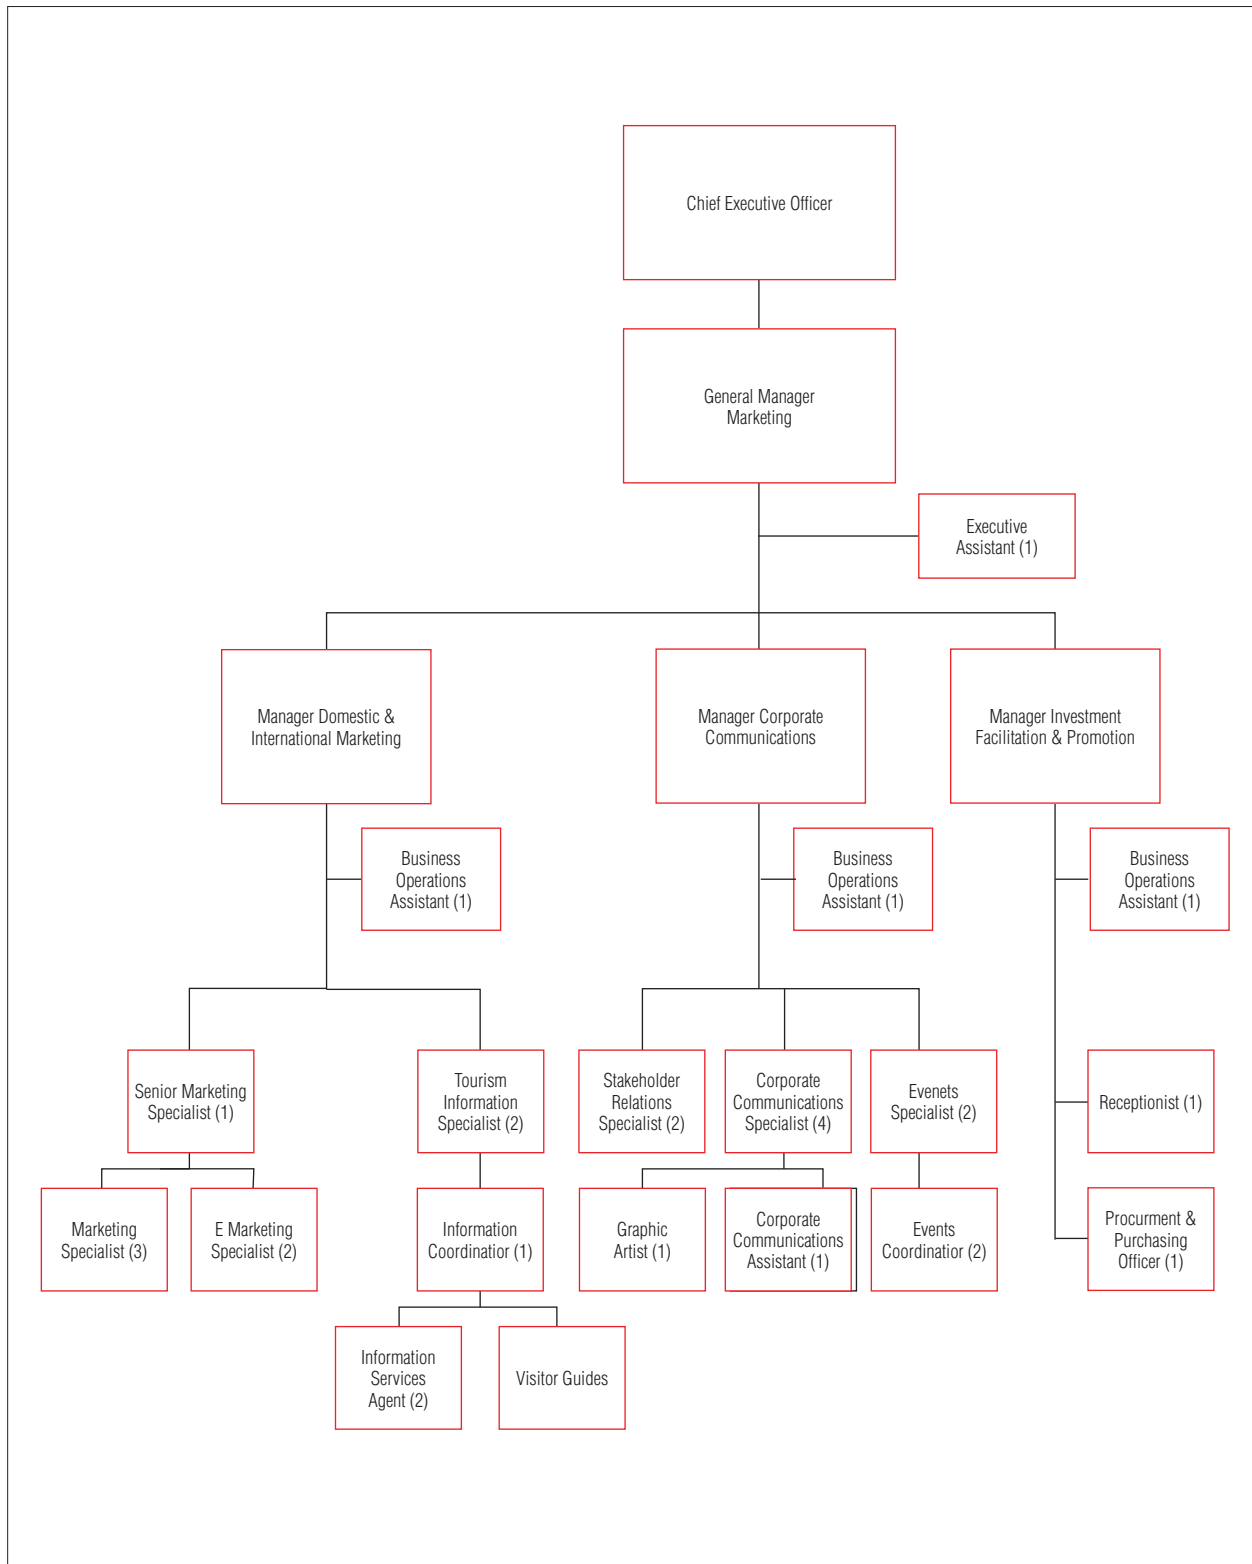 Chief Executive Officer
General Manager
Marketing
Executive
Assistant (1)
Manager Domestic &
International Marketing
Manager Corporate
Communications
Manager Investment
Facilitation & Promotion
Business
Operations
Assistant (1)
Business
Operations
Assistant (1)
Business
Operations
Assistant (1)
Senior Marketing
Specialist (1)
Tourism
Information
Specialist (2)
Stakeholder
Relations
Specialist (2)
Corporate
Communications
Specialist (4)
Evenets
Specialist (2)
Receptionist (1)
Marketing
Specialist (3)
E Marketing
Specialist (2)
Information
Coordinatior (1)
Graphic
Artist (1)
Corporate
Communications
Assistant (1)
Events
Coordinatior (2)
Procurment &
Purchasing
Officer (1)
Information
Services
Agent (2)
Visitor Guides